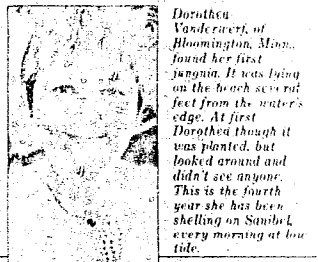 Dorothea
Vanderwerf, of
Bloomington, Minn.,
found her first
junonia. It was lying
on the beach several
feet from the water's
edge. At first
Dorothea though it
was planted, but
looked around and
didn't see anyone.
This is the fourth
year she has been
shelling on Sanibel,
every morning at low
tide.